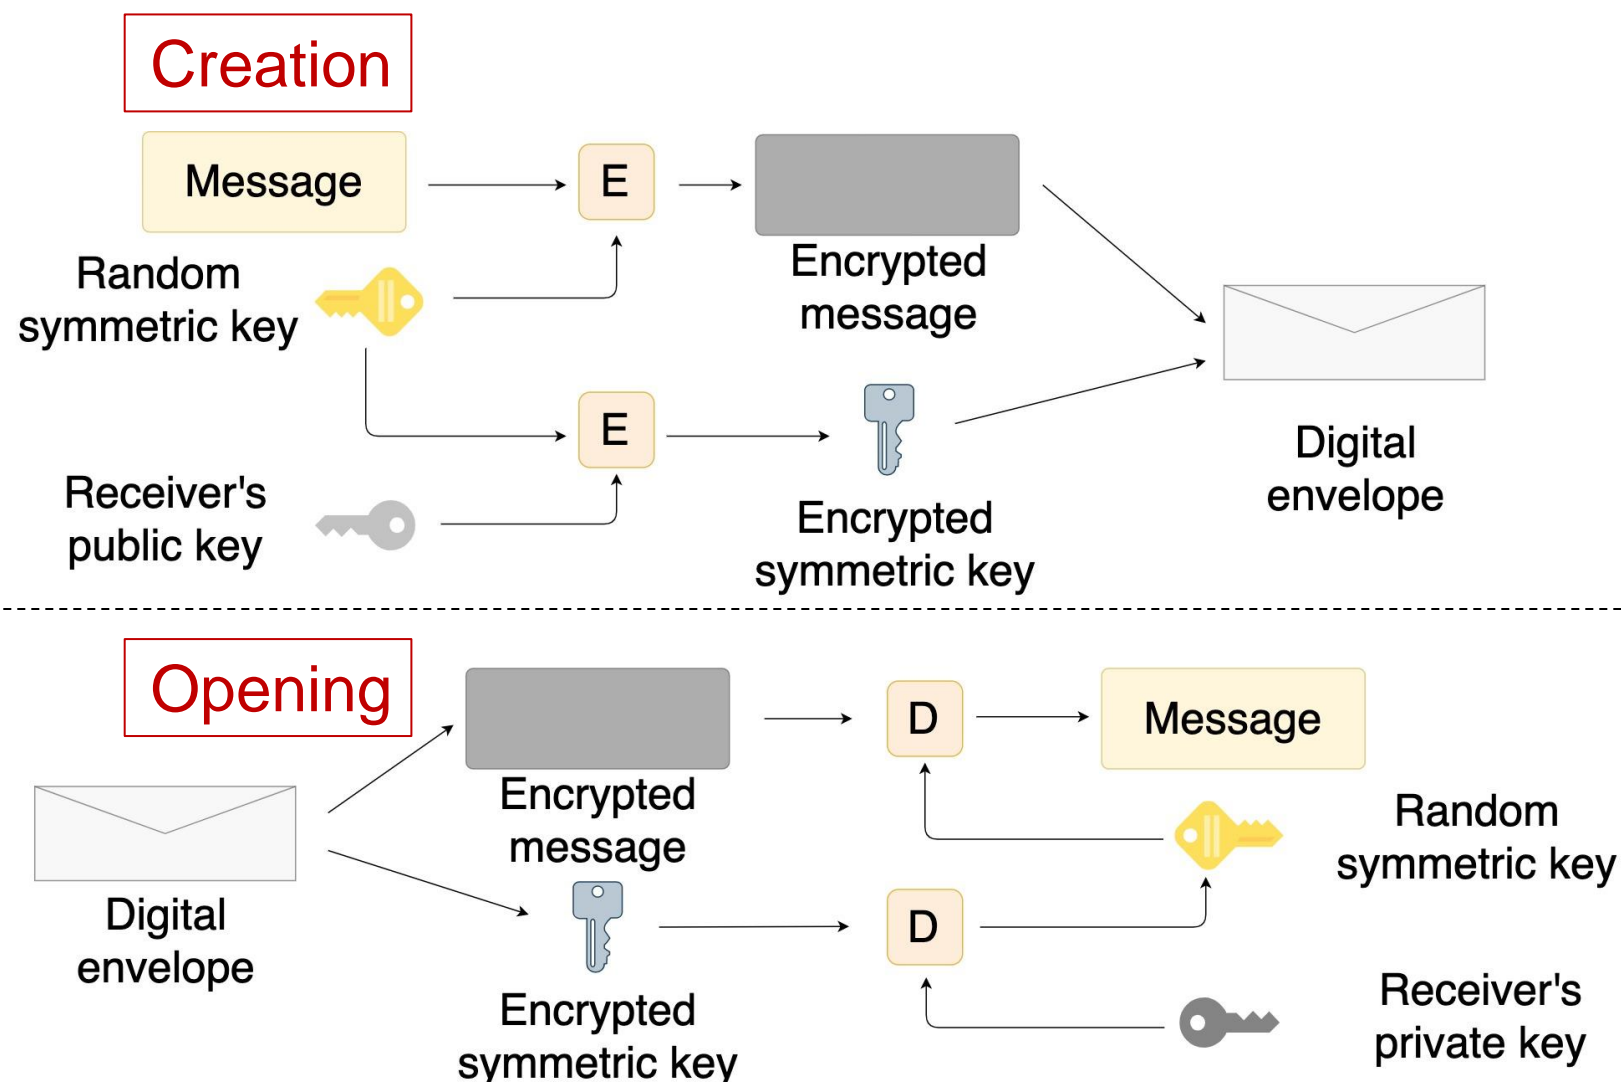 Creation
Message
E
Encrypted
message
Random
symmetric key
E
Receiver's
public key
Encrypted
symmetric key
Digital
envelope
Opening
Encrypted
message
D
Message
Digital
envelope
Random
symmetric key
D
Encrypted
symmetric key
Receiver's
private key